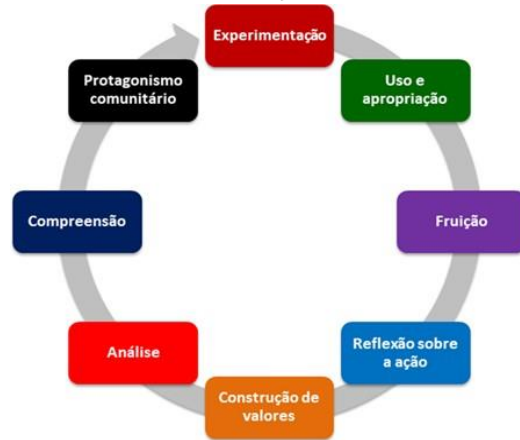 Experimentação
Uso e
apropriação
Fruição
Reflexão sobre
a ação
Construção de
valores
Análise
Compreensão
Protagonismo
comunitário